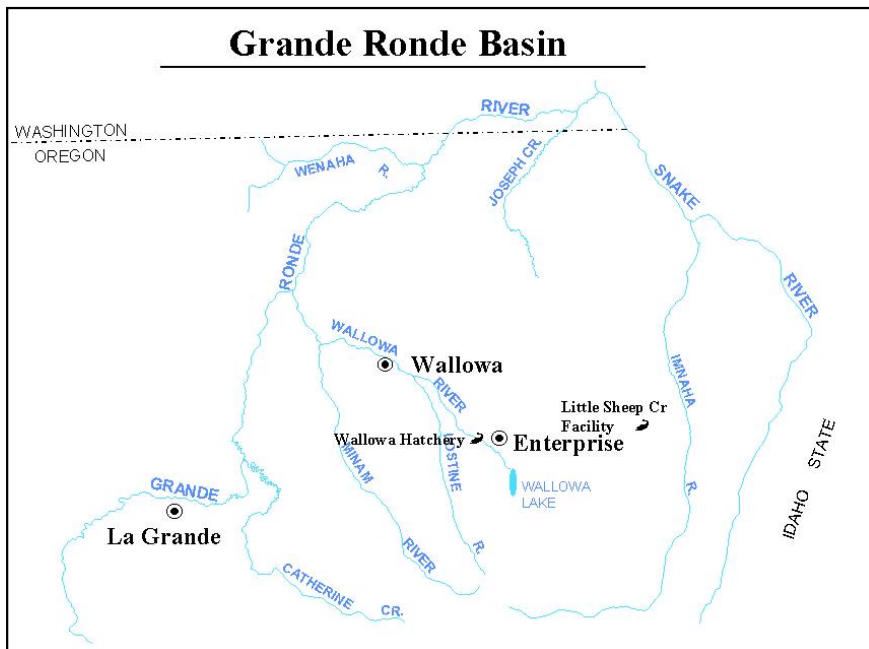 Grande Ronde Basin
WASHINGTON
OREGON
RIVER
WENAHA
R.
JOSEPH CR.
SNAKE
RIVER
RONDE
WALLOWA
Wallowa
RIVER
IMNAHA
R.
Little Sheep Cr
Facility
Wallowa Hatchery
Enterprise
LOSTINE
R.
MINAM
RIVER
WALLOWA
LAKE
IDAHO STATE
GRANDE
La Grande
CATHERINE
CR.